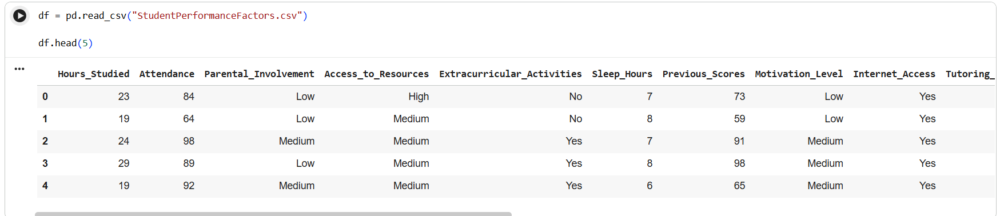 df = pd.read_csv("StudentPerformanceFactors.csv")
df.head(5)
Hours_Studied Attendance Parental_Involvement Access_to_Resources Extracurricular_Activities Sleep_Hours Previous_Scores Motivation_Level Internet_Access Tutoring_
0 23 84 Low High No 7 73 Low Yes
1 19 64 Low Medium No 8 59 Low Yes
2 24 98 Medium Medium Yes 7 91 Medium Yes
3 29 89 Low Medium Yes 8 98 Medium Yes
4 19 92 Medium Medium Yes 6 65 Medium Yes